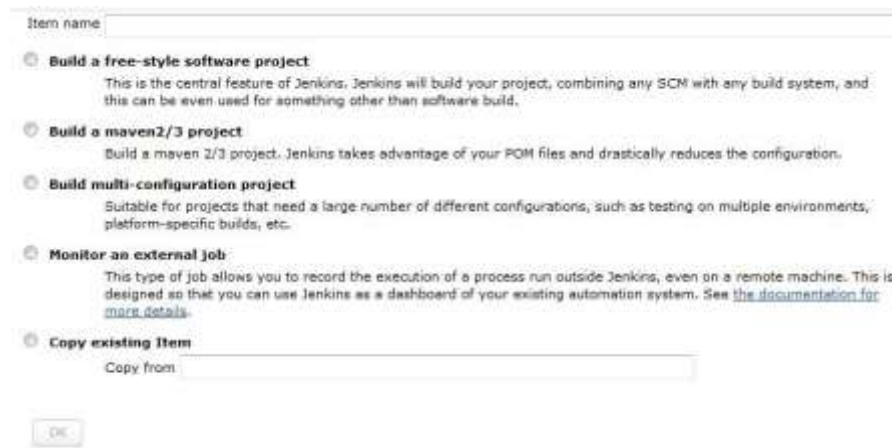 Item name
Build a free-style software project
This is the central feature of Jenkins. Jenkins will build your project, combining any SCM with any build system, and
this can be even used for something other than software build.
Build a maven2/3 project
Build a maven 2/3 project. Jenkins takes advantage of your POM files and drastically reduces the configuration.
Build multi-configuration project
Suitable for projects that need a large number of different configurations, such as testing on multiple environments,
platform-specific builds, etc.
Monitor an external job
This type of job allows you to record the execution of a process run outside Jenkins, even on a remote machine. This is
designed so that you can use Jenkins as a dashboard of your existing automation system. See the documentation for
more details.
Copy existing Item
Copy from
OK